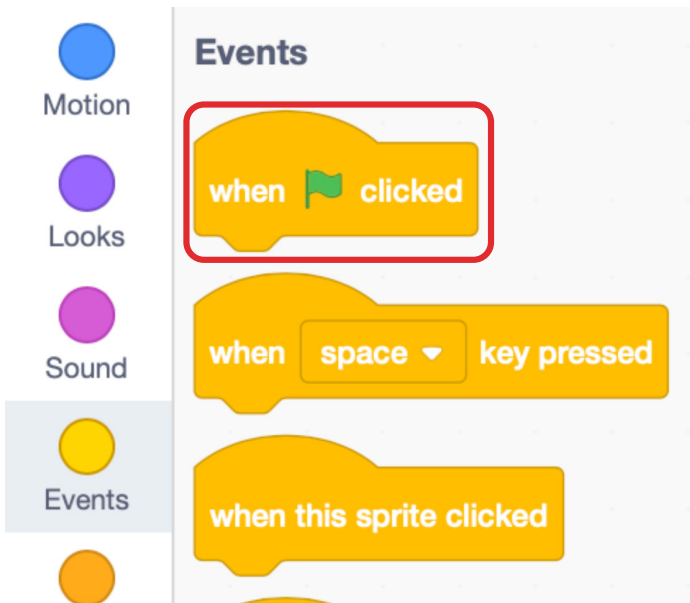 Motion
Looks
Sound
Events
Events
when clicked
when space key pressed
when this sprite clicked